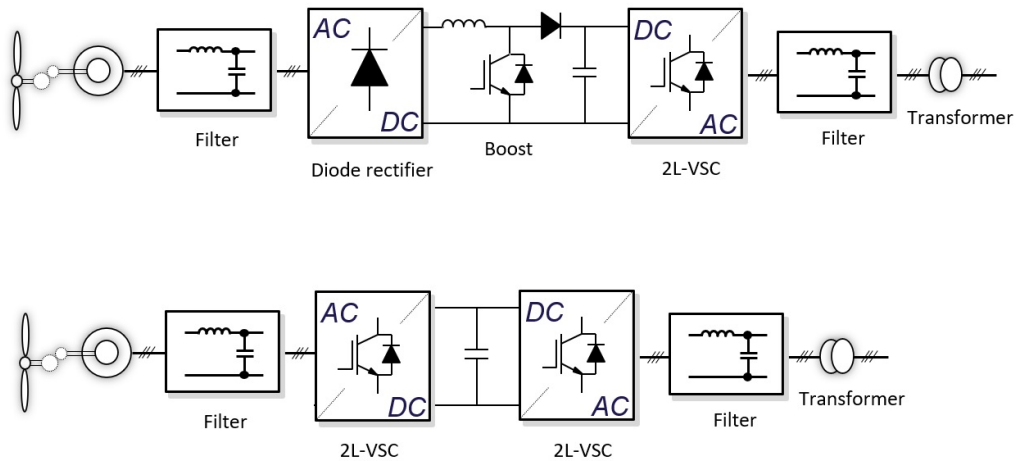 AC
DC
DC
AC
Filter
Diode rectifier
Boost
2L-VSC
Filter
Transformer
AC
DC
DC
AC
Filter
2L-VSC
2L-VSC
Filter
Transformer